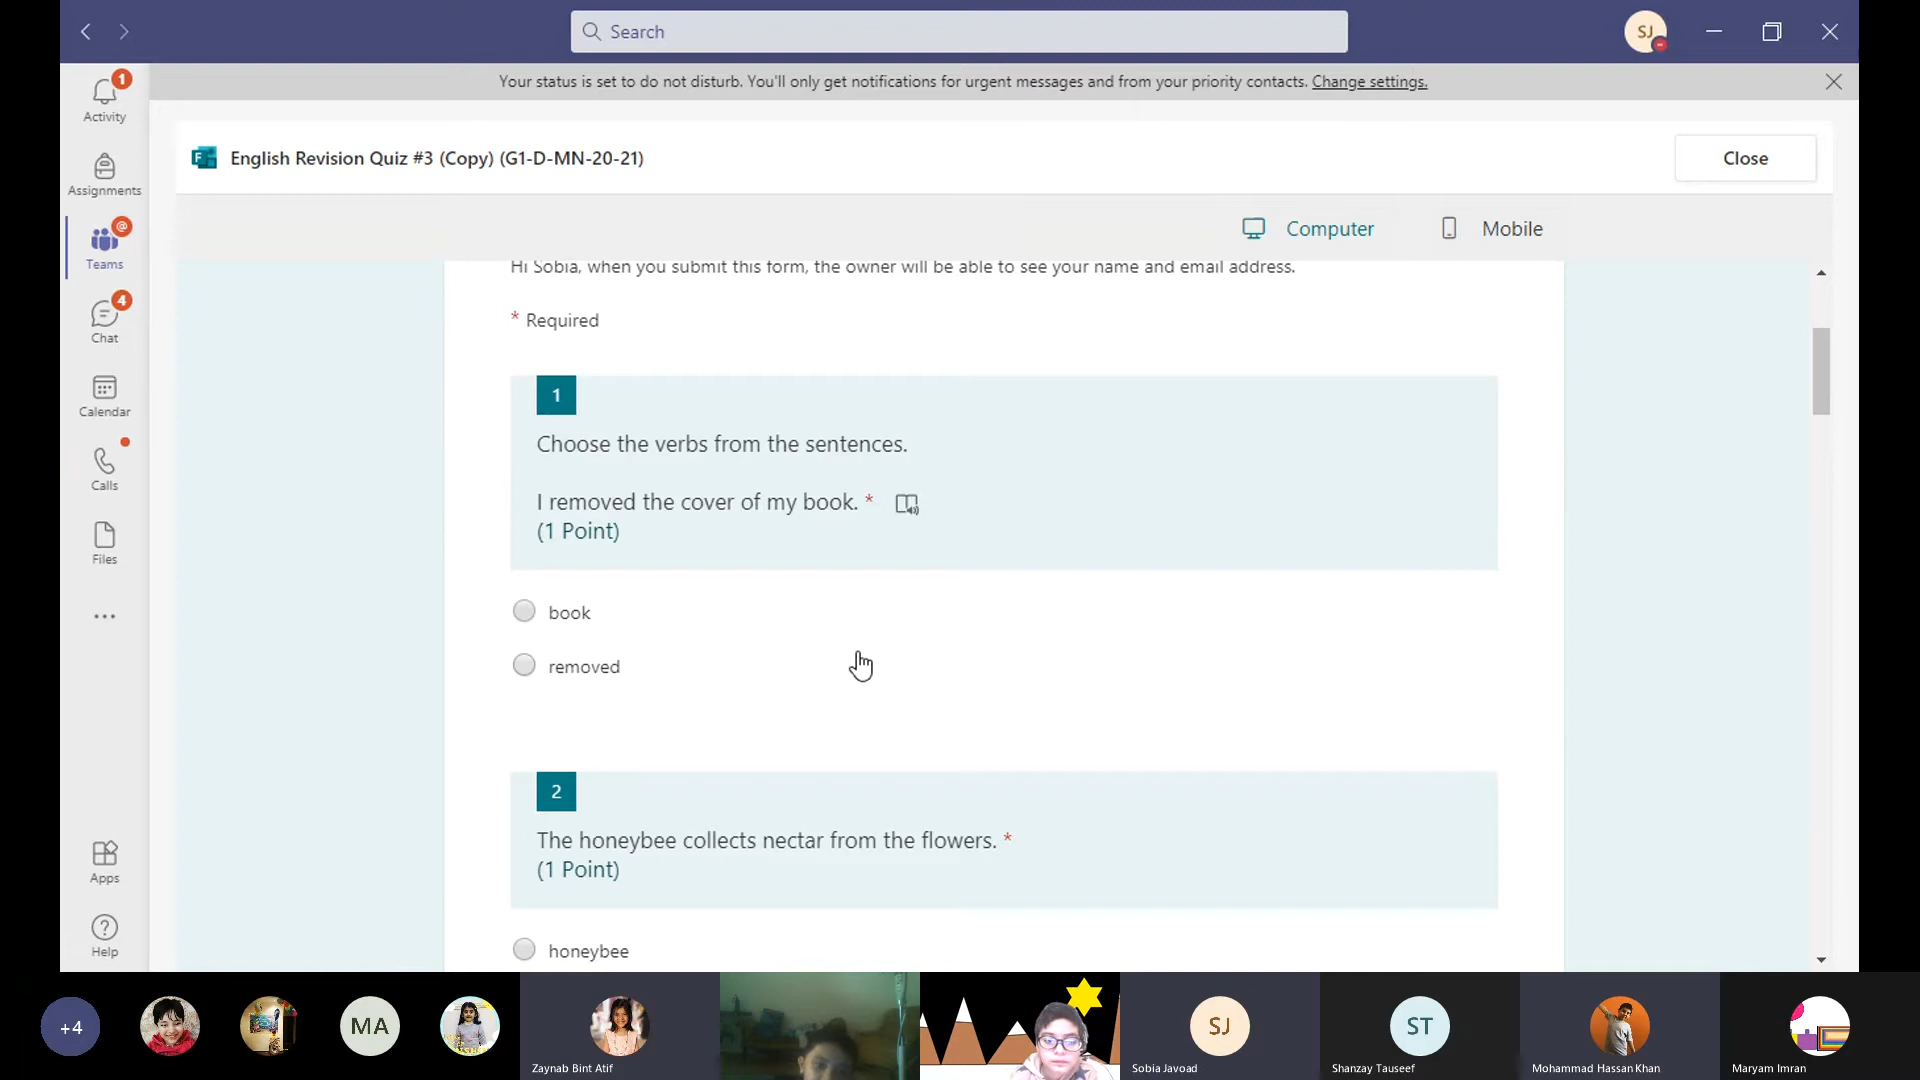 Search
SJ
Your status is set to do not disturb. You'll only get notifications for urgent messages and from your priority contacts. Change settings.
1
Activity
Assignments
@
Teams
4
Chat
Calendar
Calls
Files
Apps
Help
English Revision Quiz #3 (Copy) (G1-D-MN-20-21)
Close
Computer
Mobile
Hi Sobia, when you submit this form, the owner will be able to see your name and email address.
* Required
1
Choose the verbs from the sentences.
I removed the cover of my book. *
(1 Point)
book
removed
2
The honeybee collects nectar from the flowers. *
(1 Point)
honeybee
+4
MA
Zaynab Bint Atif
SJ
Sobia Javoad
ST
Shanzay Tauseef
Mohammad Hassan Khan
Maryam Imran